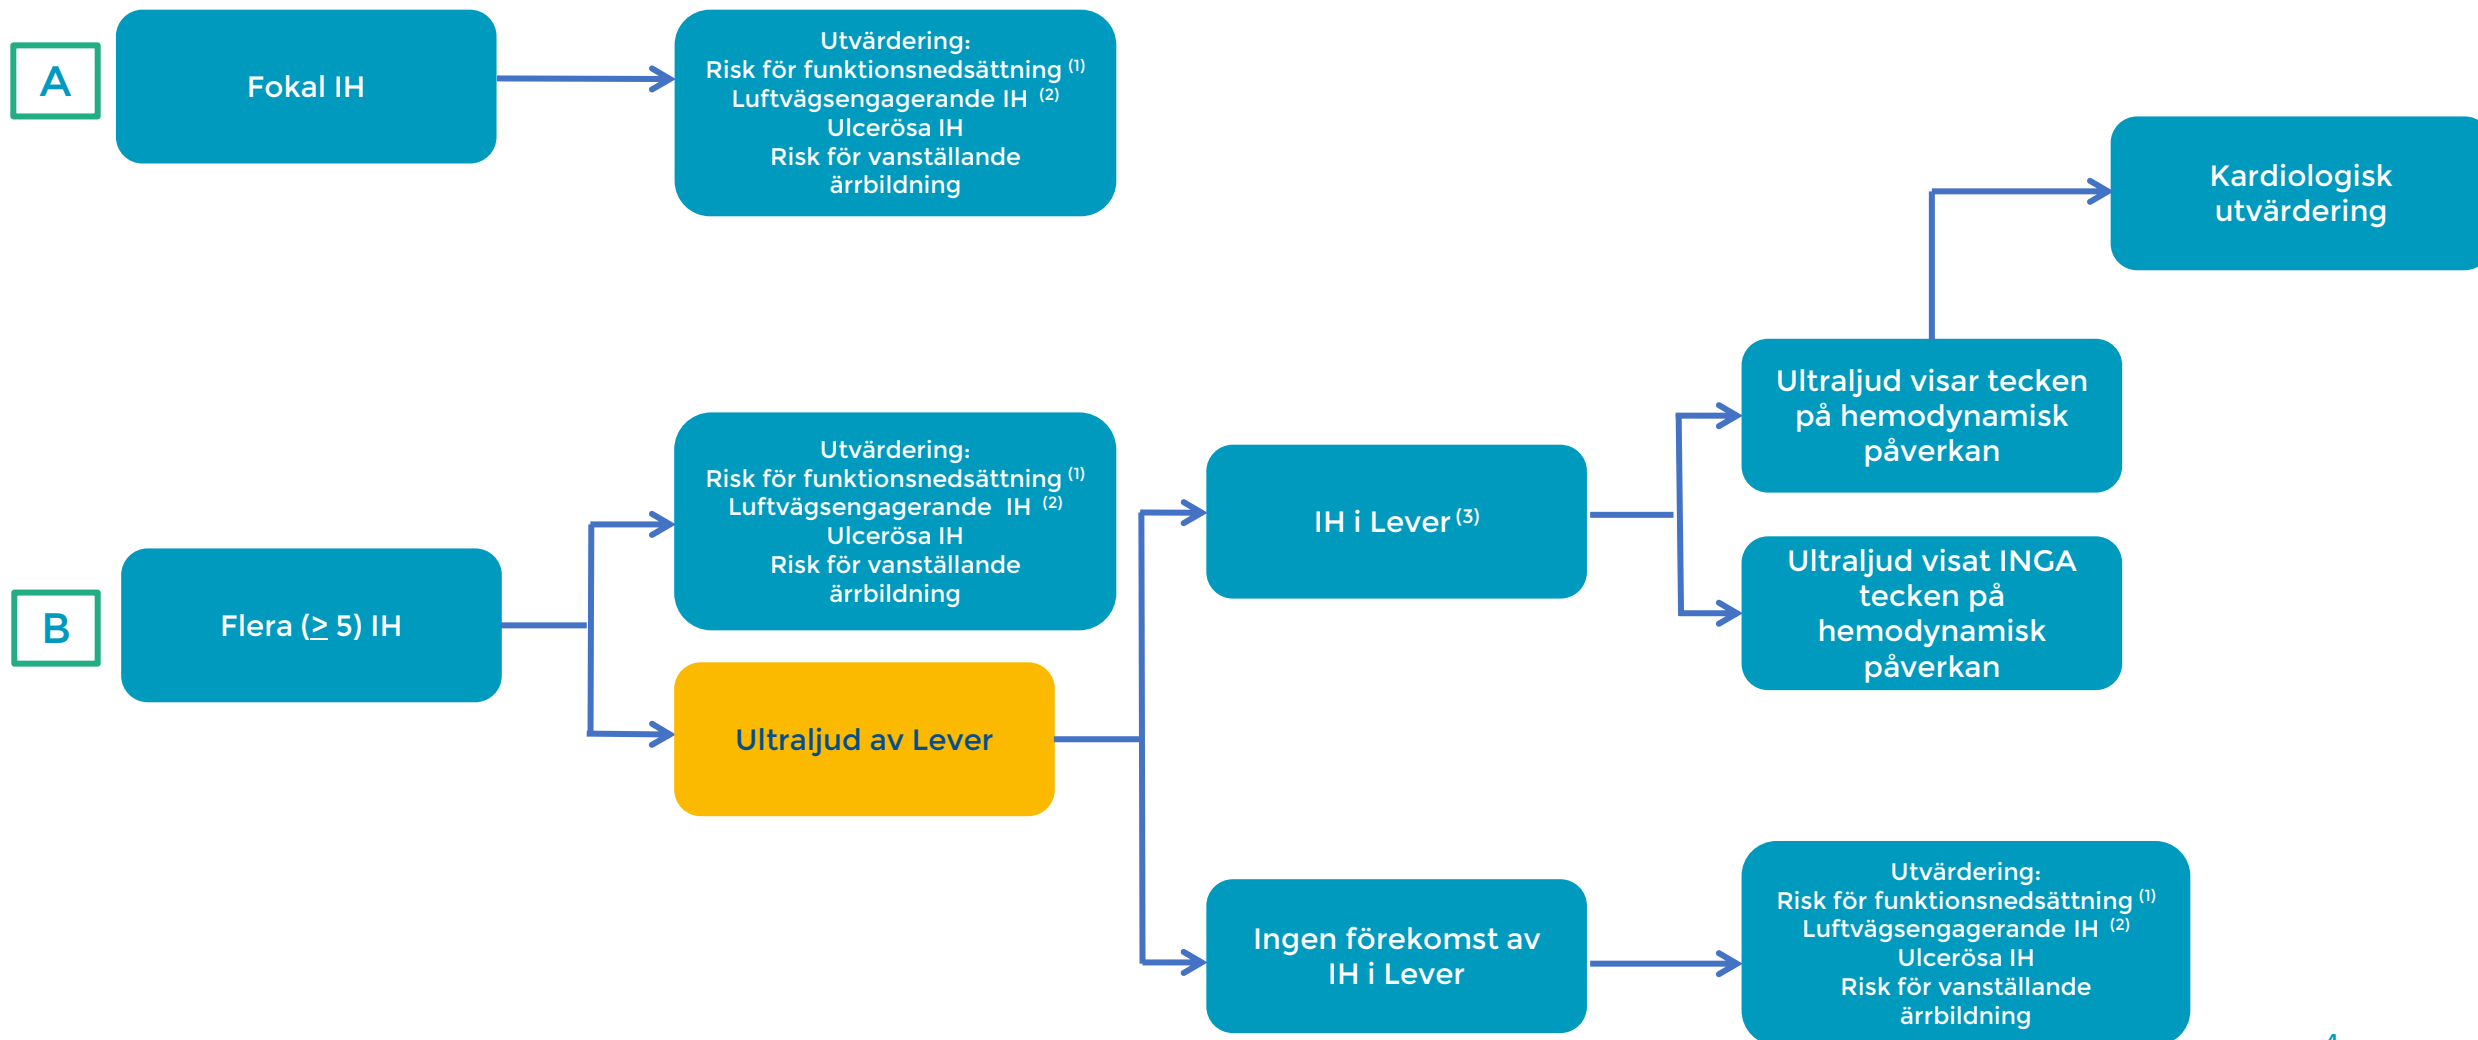 A
Fokal IH
Utvärdering:
Risk för funktionsnedsättning (1)
Luftvägsengagerande IH (2)
Ulcerösa IH
Risk för vanställande
ärrbildning
Kardiologisk
utvärdering
B
Flera (≥ 5) IH
Utvärdering:
Risk för funktionsnedsättning (1)
Luftvägsengagerande IH (2)
Ulcerösa IH
Risk för vanställande
ärrbildning
Ultraljud av Lever
IH i Lever (3)
Ultraljud visar tecken
på hemodynamisk
påverkan
Ultraljud visat INGA
tecken på
hemodynamisk
påverkan
Ingen förekomst av
IH i Lever
Utvärdering:
Risk för funktionsnedsättning (1)
Luftvägsengagerande IH (2)
Ulcerösa IH
Risk för vanställande
ärrbildning